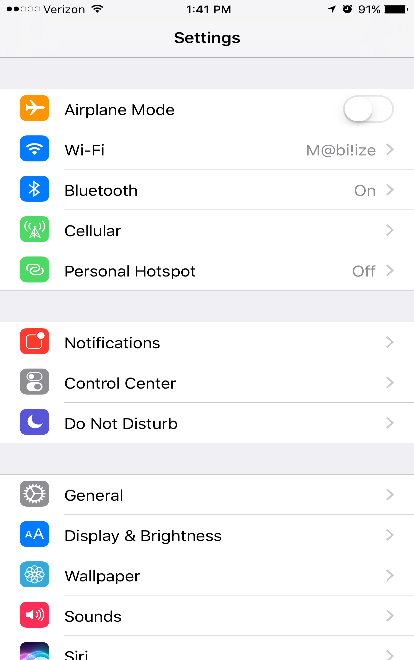 Verizon 1:41 PM 91%
Settings
Airplane Mode
Wi-Fi M@bi!ize
Bluetooth On
Cellular
Personal Hotspot Off
Notifications
Control Center
Do Not Disturb
General
AA Display & Brightness
Wallpaper
Sounds
Siri